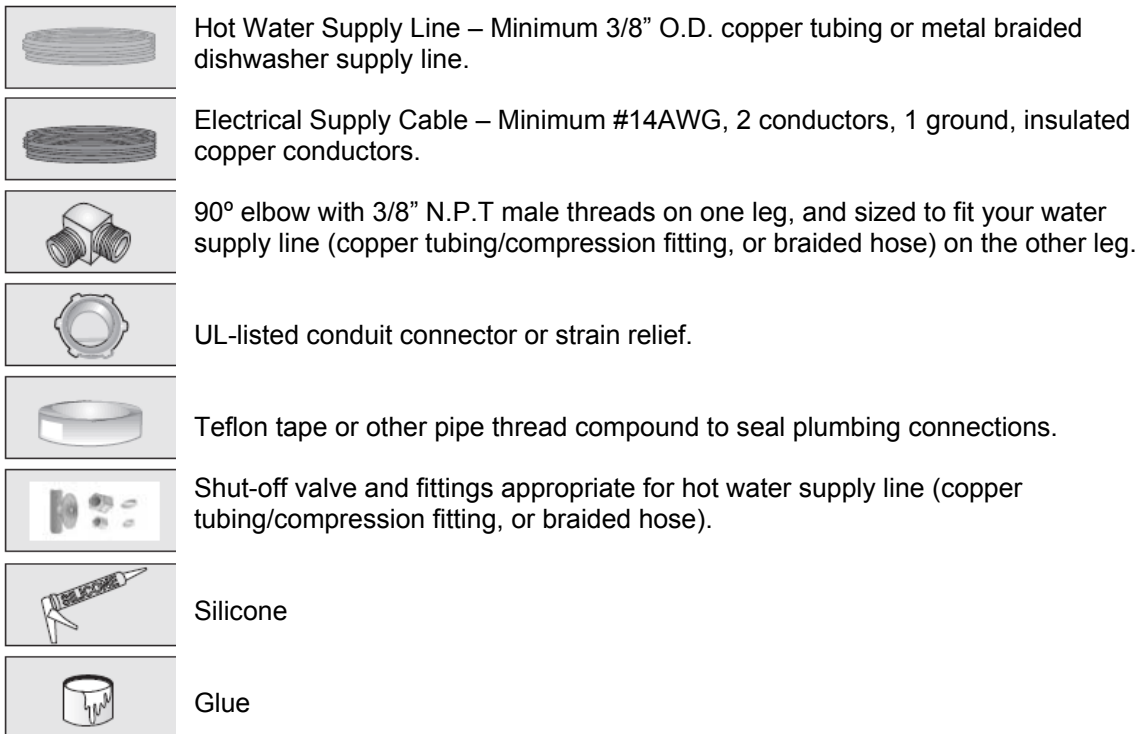 Hot Water Supply Line – Minimum 3/8” O.D. copper tubing or metal braided
dishwasher supply line.
Electrical Supply Cable – Minimum #14AWG, 2 conductors, 1 ground, insulated
copper conductors.
90º elbow with 3/8” N.P.T male threads on one leg, and sized to fit your water
supply line (copper tubing/compression fitting, or braided hose) on the other leg.
UL-listed conduit connector or strain relief.
Teflon tape or other pipe thread compound to seal plumbing connections.
Shut-off valve and fittings appropriate for hot water supply line (copper
tubing/compression fitting, or braided hose).
SILICONE
Silicone
Glue